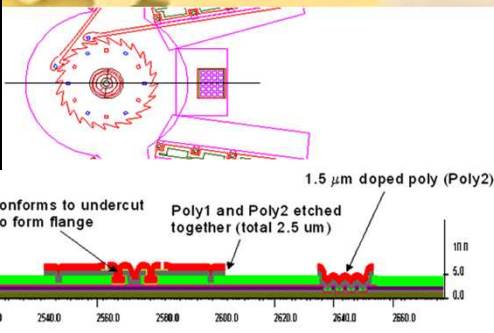 1.5 μm doped poly (Poly2)
onforms to undercut
o form flange
Poly1 and Poly2 etched
together (total 2.5 um)
5.0
0.0
2540.0 2560.0 2580.0 2600.0 2620.0 2640.0 2660.0